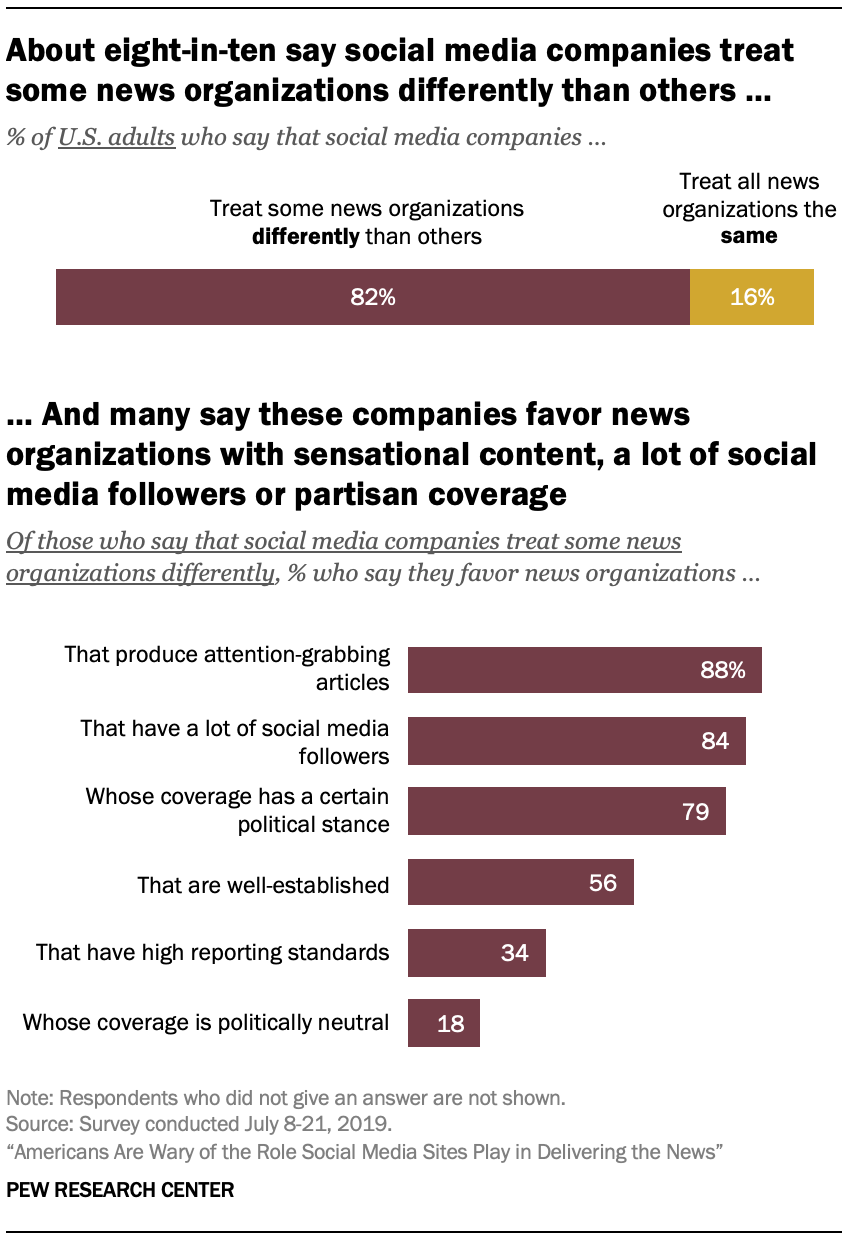 About eight-in-ten say social media companies treat
some news organizations differently than others ...
% of U.S. adults who say that social media companies ...
Treat some news organizations
differently than others
Treat all news
organizations the
same
82%
16%
... And many say these companies favor news
organizations with sensational content, a lot of social
media followers or partisan coverage
Of those who say that social media companies treat some news
organizations differently, % who say they favor news organizations ...
That produce attention-grabbing
articles
88%
That have a lot of social media
followers
84
Whose coverage has a certain
political stance
79
That are well-established
56
That have high reporting standards
34
Whose coverage is politically neutral
18
Note: Respondents who did not give an answer are not shown.
Source: Survey conducted July 8-21, 2019.
“Americans Are Wary of the Role Social Media Sites Play in Delivering the News”
PEW RESEARCH CENTER